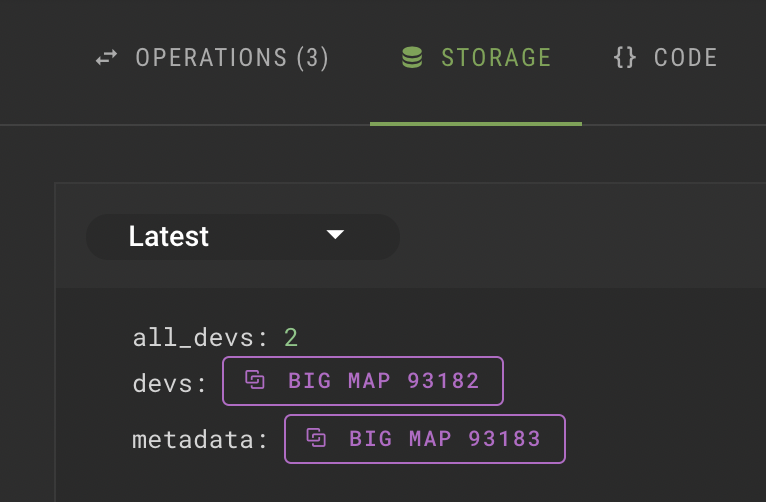 OPERATIONS (3) STORAGE {} CODE
Latest
all_devs: 2
devs: BIG MAP 93182
metadata: BIG MAP 93183